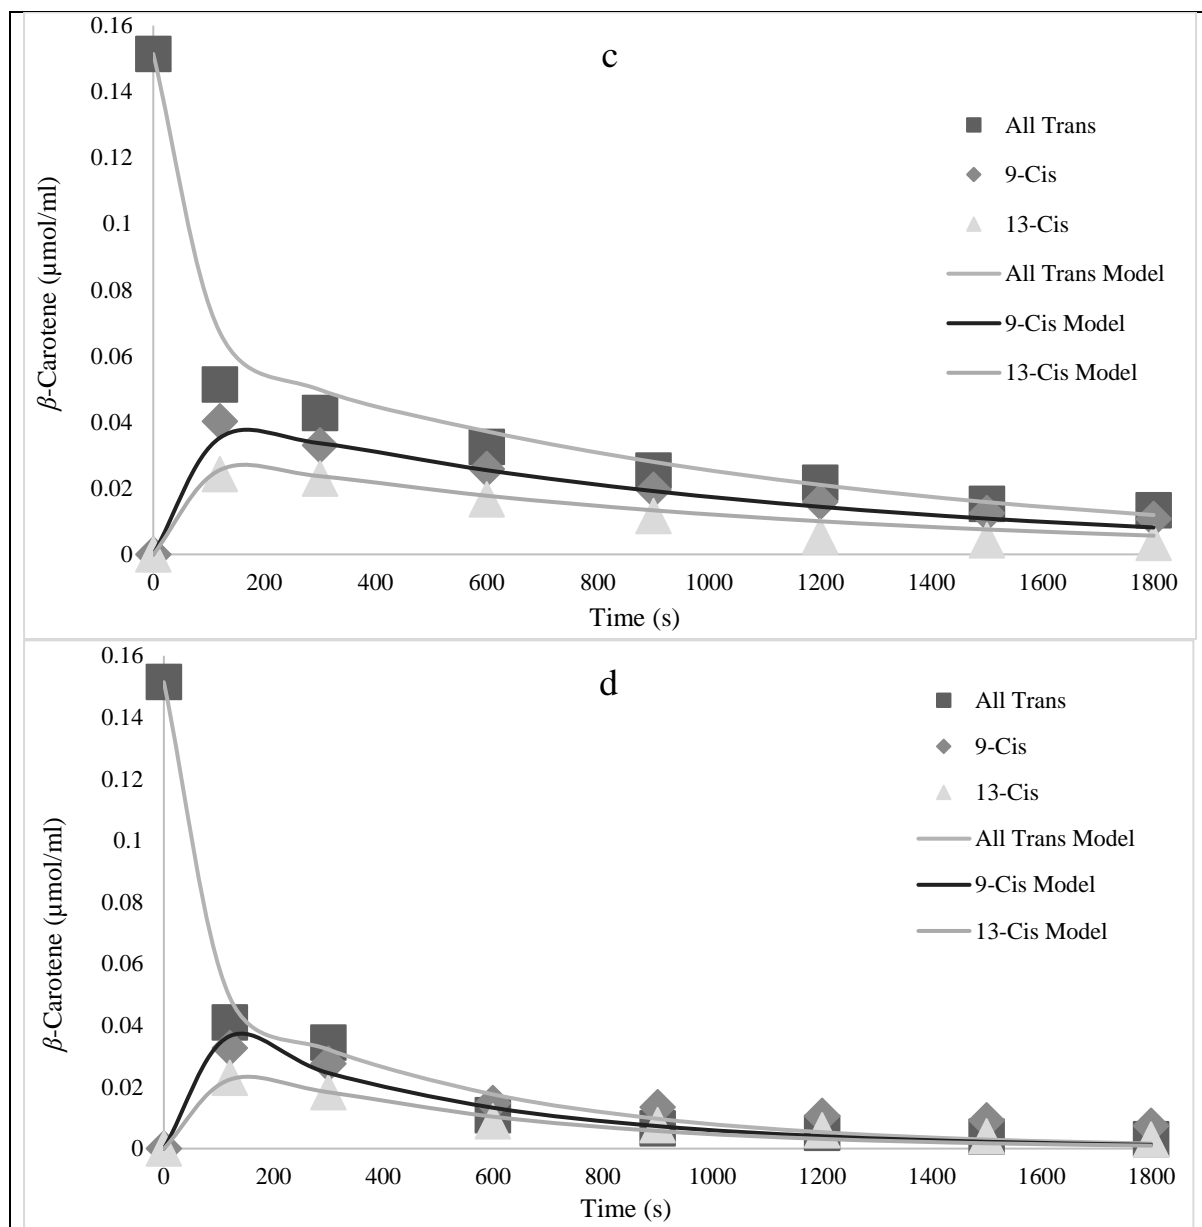 c
0.16
0.14
0.12
0.1
0.08
0.06
0.04
0.02
0
β-Carotene (µmol/ml)
All Trans
9-Cis
13-Cis
All Trans Model
9-Cis Model
13-Cis Model
0 200 400 600 800 1000 1200 1400 1600 1800
Time (s)
d
0.16
0.14
0.12
0.1
0.08
0.06
0.04
0.02
0
β-Carotene (µmol/ml)
All Trans
9-Cis
13-Cis
All Trans Model
9-Cis Model
13-Cis Model
0 200 400 600 800 1000 1200 1400 1600 1800
Time (s)